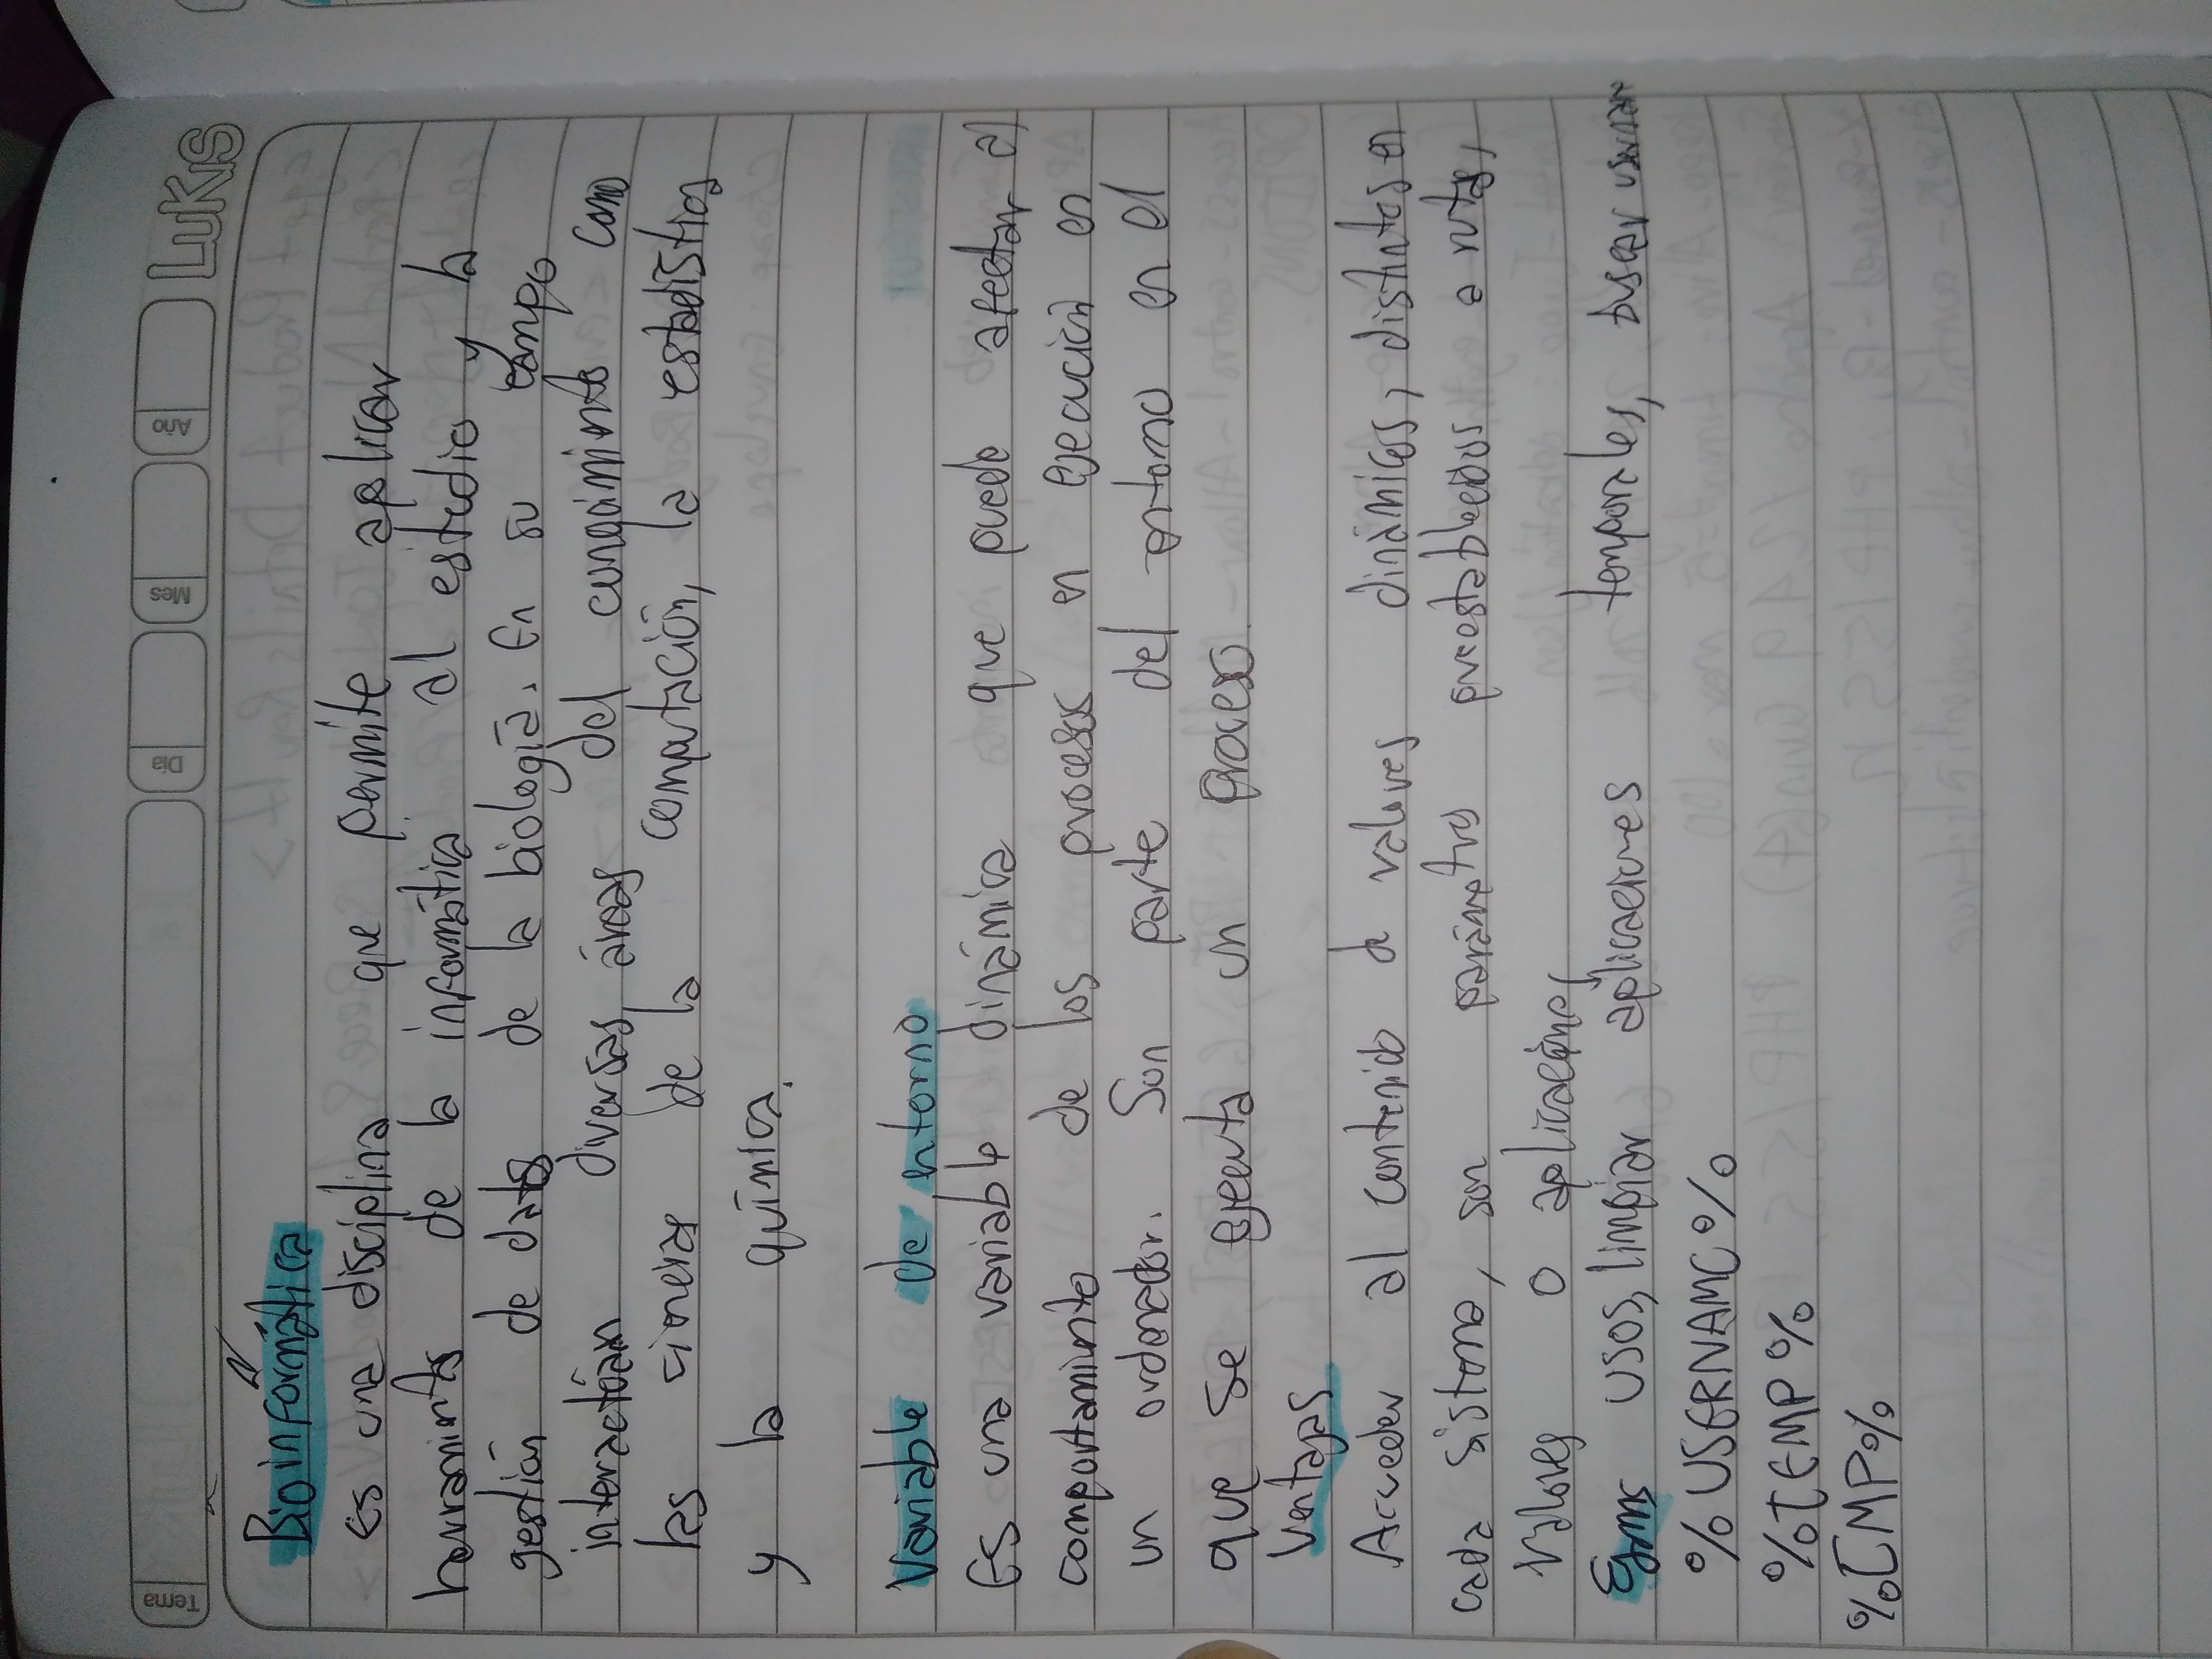 Tema Día Mes Año LUKIS
Bioinformática
Es una disciplina que permite aplicar
herramientas de la informática al estudio y la
gestión de datos de la biología. En su campo
interactúan diversas áreas del conocimiento como
las ciencias de la computación, la estadística
y la química.
Variable de entorno
Es una variable dinámica que puede afectar al
comportamiento de los procesos en ejecución en
un ordenador. Son parte del entorno en el
que se ejecuta un proceso.
Ventajas
Acceder al contenido de valores dinámicos, distintos en
cada sistema, son parámetros preestablecidos a rutas,
Valores o aplicaciones
usos, limpiar aplicaciones temporales, buscar username
%USERNAME%
%TEMP%
%TMP%